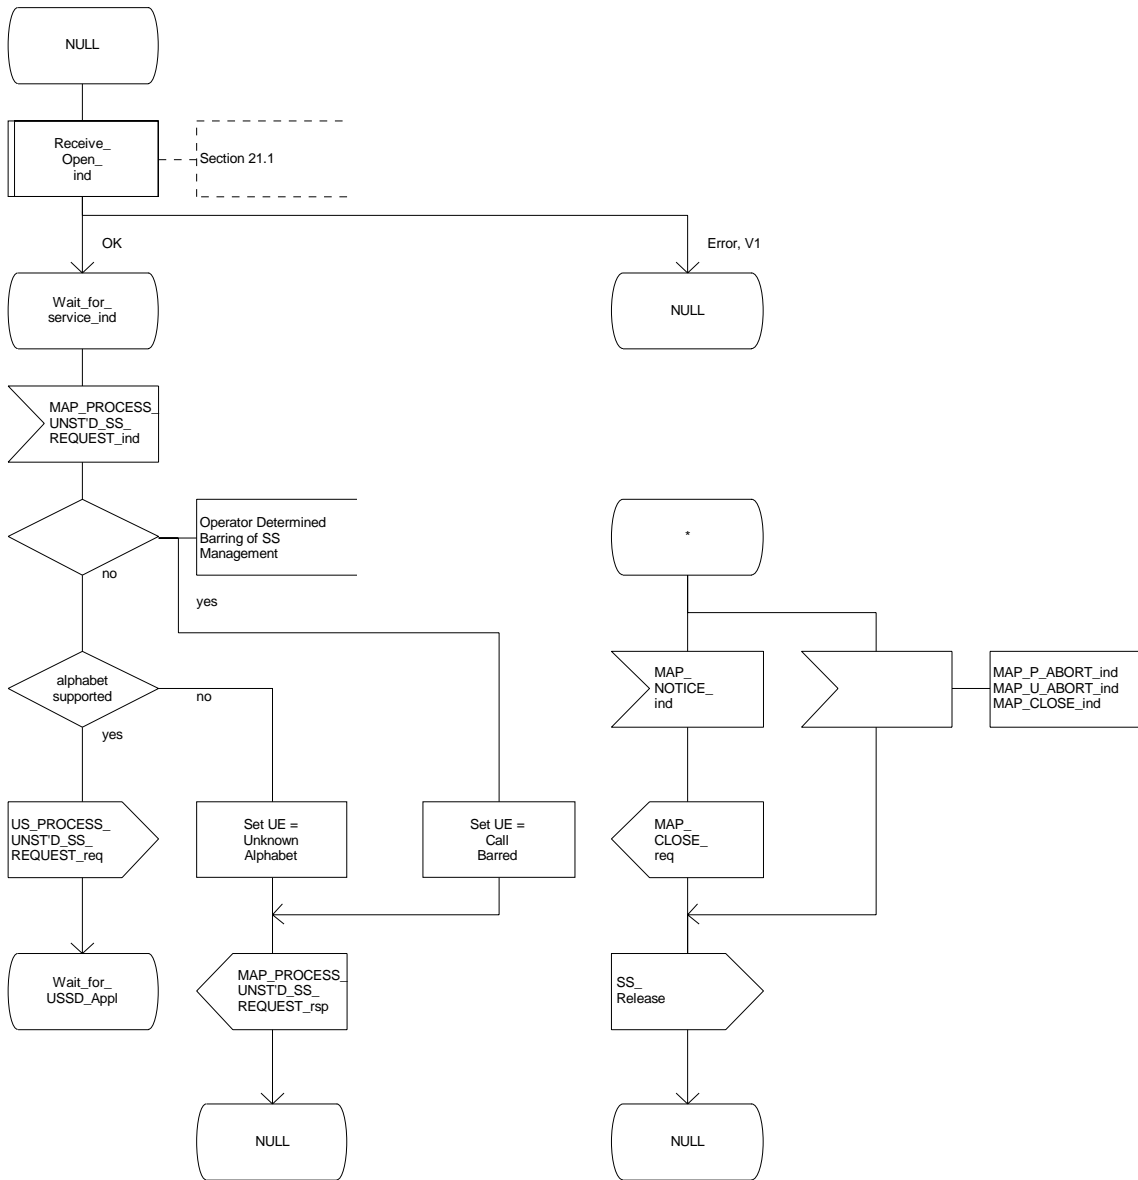 NULL
Receive_
Open_
ind
Section 21.1
OK
Error, V1
Wait_for_
service_ind
NULL
MAP_PROCESS_
UNST'D_SS_
REQUEST_ind
Operator Determined
Barring of SS
Management
no
yes
*
alphabet
supported
no
yes
MAP_
NOTICE_
ind
MAP_P_ABORT_ind
MAP_U_ABORT_ind
MAP_CLOSE_ind
US_PROCESS_
UNST'D_SS_
REQUEST_req
Set UE =
Unknown
Alphabet
Set UE =
Call
Barred
MAP_
CLOSE_
req
Wait_for_
USSD_Appl
MAP_PROCESS_
UNST'D_SS_
REQUEST_rsp
SS_
Release
NULL
NULL